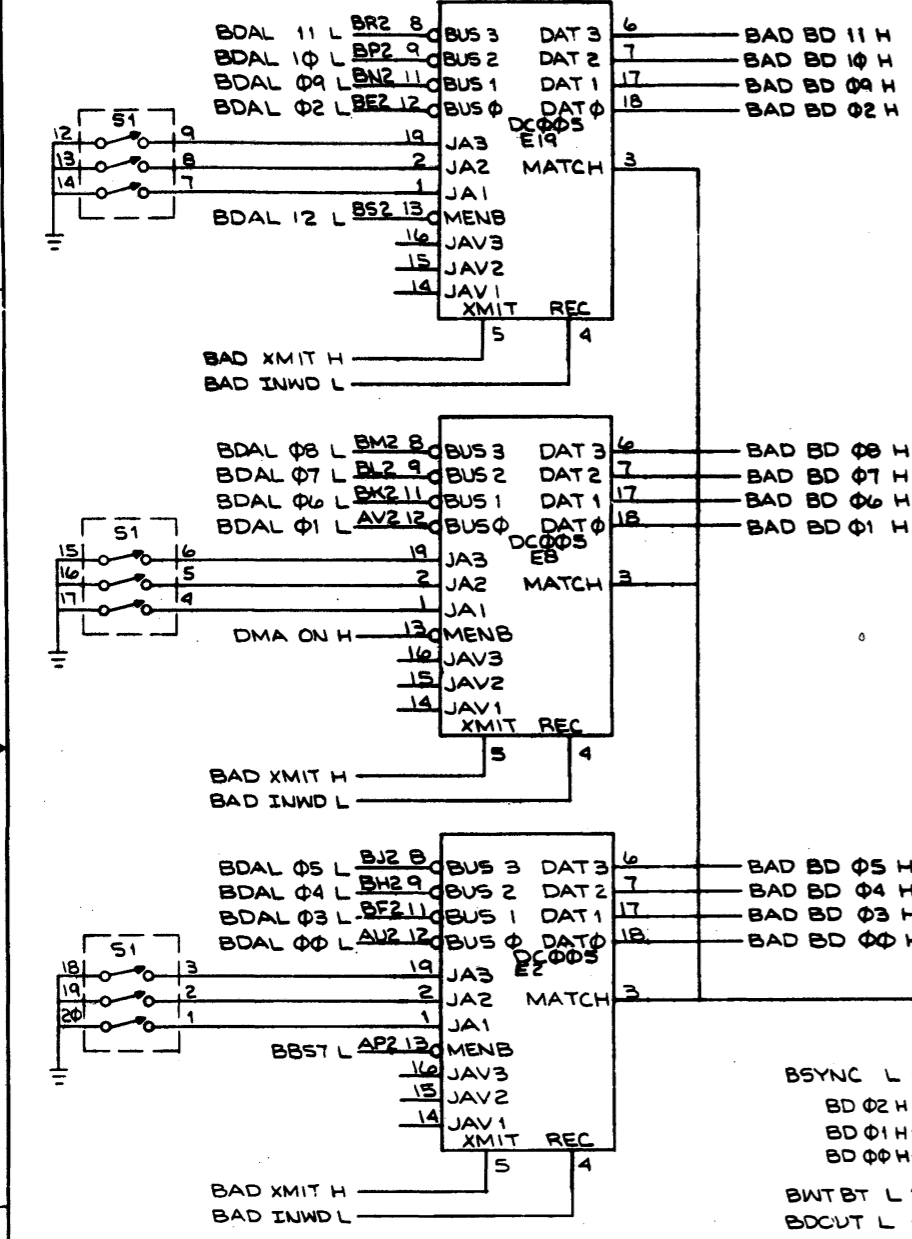 BDAL 11 L BR2 8 BUS 3 DAT 3 6 BAD BD 11 H
BDAL 1Φ L BP2 9 BUS 2 DAT 2 7 BAD BD 1Φ H
BDAL Φ9 L BN2 11 BUS 1 DAT 1 17 BAD BD Φ9 H
BDAL Φ2 L BE2 12 BUS Φ DAT Φ 18 BAD BD Φ2 H
DCΦΦ5
E19
S1
12 9 19 JA3
13 8 2 JA2 MATCH 3
14 7 1 JA1
BDAL 12 L BS2 13 MENB
16 JAV3
15 JAV2
14 JAV1
XMIT REC
5 4
BAD XMIT H
BAD INWD L
BDAL Φ8 L BM2 8 BUS 3 DAT 3 6 BAD BD Φ8 H
BDAL Φ7 L BL2 9 BUS 2 DAT 2 7 BAD BD Φ7 H
BDAL Φ6 L BK2 11 BUS 1 DAT 1 17 BAD BD Φ6 H
BDAL Φ1 L AV2 12 BUS Φ DAT Φ 18 BAD BD Φ1 H
DCΦΦ5
E8
S1
15 6 19 JA3
16 5 2 JA2 MATCH 3
17 4 1 JA1
DMA ON H 13 MENB
16 JAV3
15 JAV2
14 JAV1
XMIT REC
5 4
BAD XMIT H
BAD INWD L
BDAL Φ5 L BJ2 8 BUS 3 DAT 3 6 BAD BD Φ5 H
BDAL Φ4 L BH2 9 BUS 2 DAT 2 7 BAD BD Φ4 H
BDAL Φ3 L BF2 11 BUS 1 DAT 1 17 BAD BD Φ3 H
BDAL ΦΦ L AU2 12 BUS Φ DAT Φ 18 BAD BD ΦΦ H
DCΦΦ5
E2
S1
18 3 19 JA3
19 2 2 JA2 MATCH 3
2Φ 1 1 JA1
BBS7 L AP2 13 MENB
16 JAV3
15 JAV2
14 JAV1
XMIT REC
5 4
BAD XMIT H
BAD INWD L
BSYNC L
BD Φ2 H
BD Φ1 H
BD ΦΦ H
BWTBT L
BDOUT L